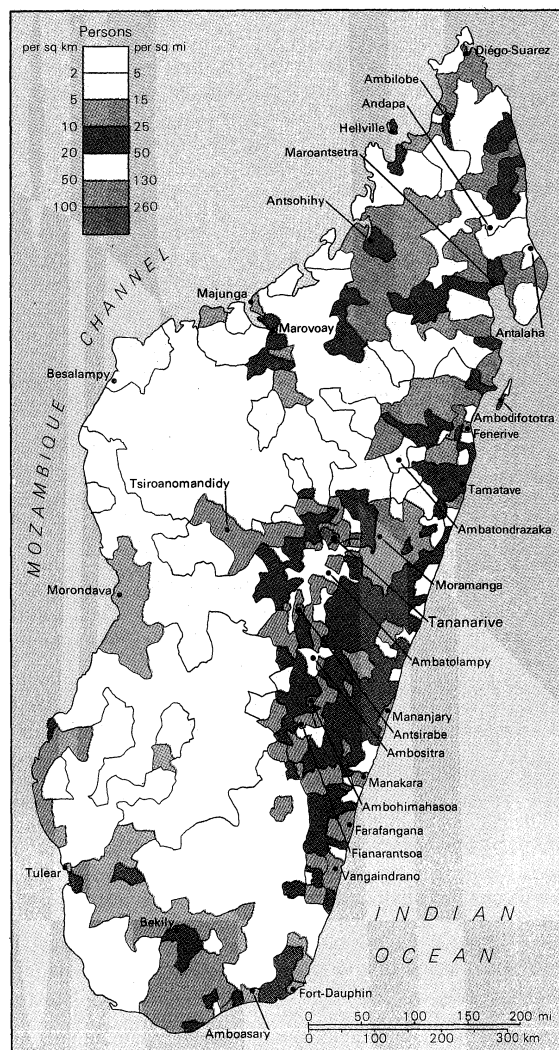 Persons
per sq km per sq mi
2 5
5 15
10 25
20 50
50 130
100 260
Diégo-Suarez
Ambilobe
Andapa
Hellville
Maroantsetra
Antsohihy
MOZAMBIQUE CHANNEL
Majunga
Marovoay
Antalaha
Besalampy
Ambodifototra
Fenerive
Tamatave
Tsiroanomandidy
Ambatondrazaka
Morondava
Moramanga
Tananarive
Ambatolampy
Mananjary
Antsirabe
Ambositra
Manakara
Ambohimahasoa
Farafangana
Fianarantsoa
Tulear
Vangaindrano
Bekily
INDIAN
OCEAN
Fort-Dauphin
Amboasary
0 100 200 mi
0 100 200 300 km